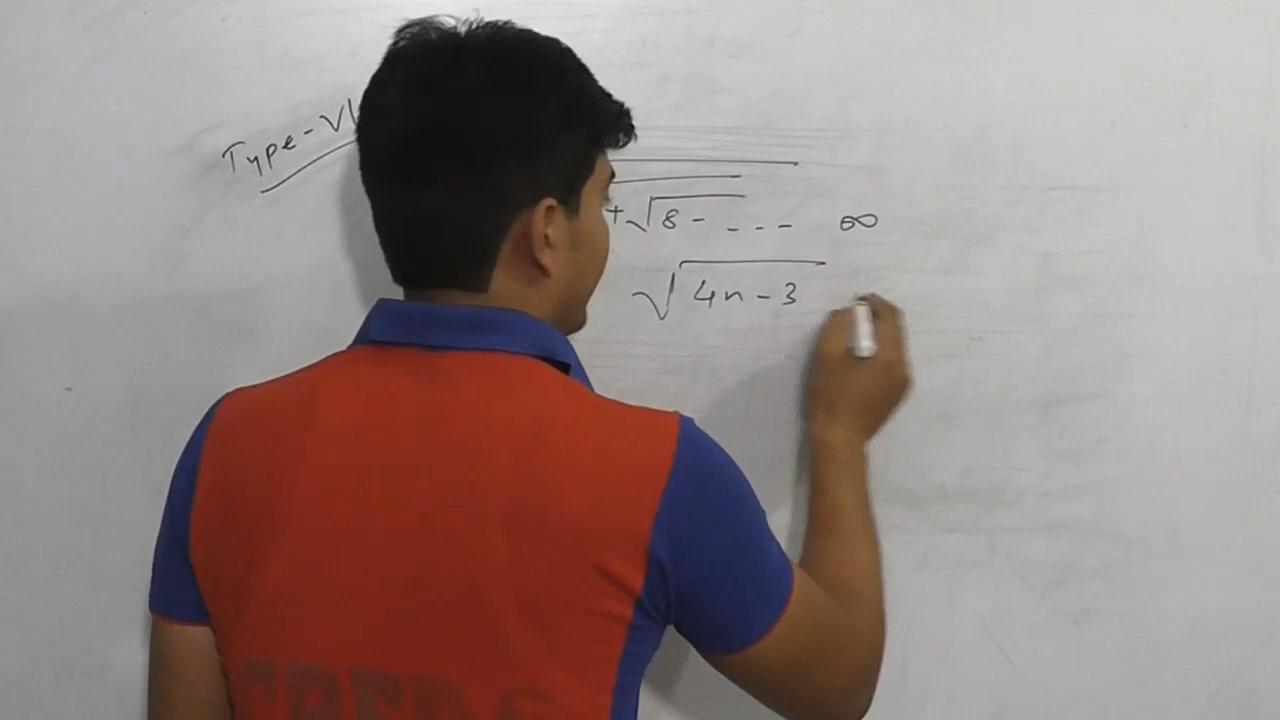 Type-VI
+√8- --- ∞
√4n-3